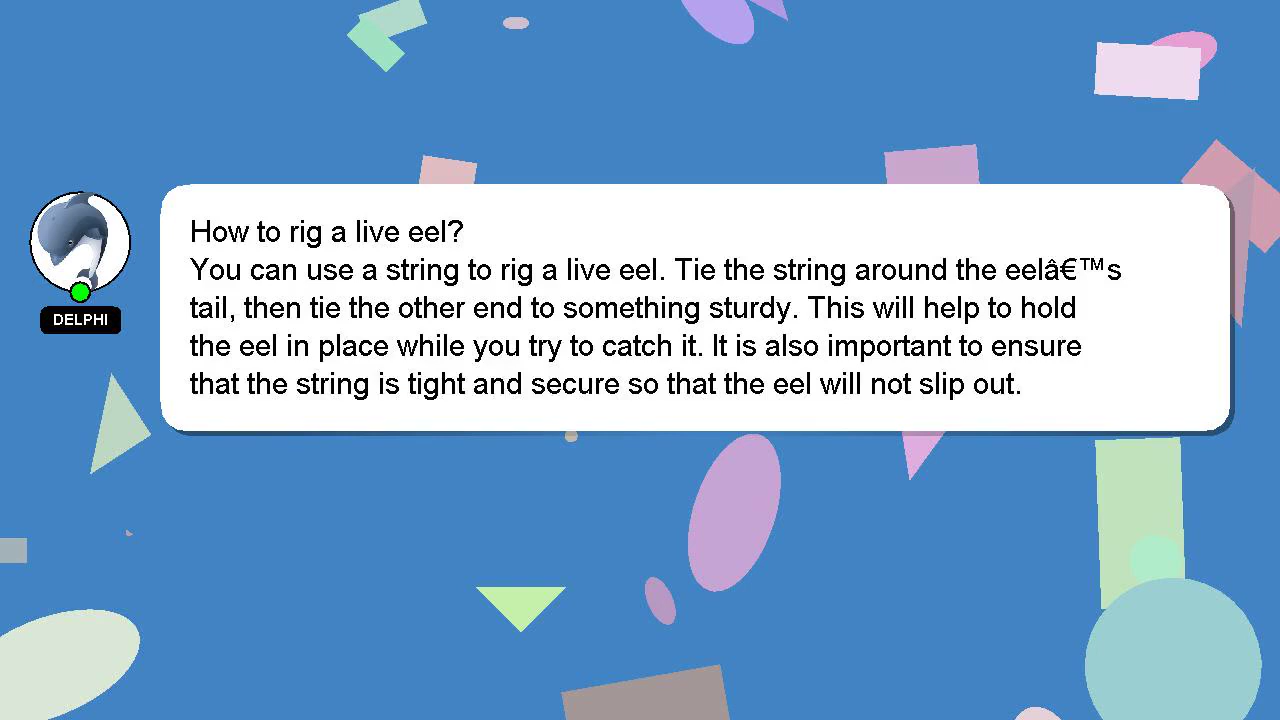 How to rig a live eel?
You can use a string to rig a live eel. Tie the string around the eelâ€™s
tail, then tie the other end to something sturdy. This will help to hold
the eel in place while you try to catch it. It is also important to ensure
that the string is tight and secure so that the eel will not slip out.
DELPHI